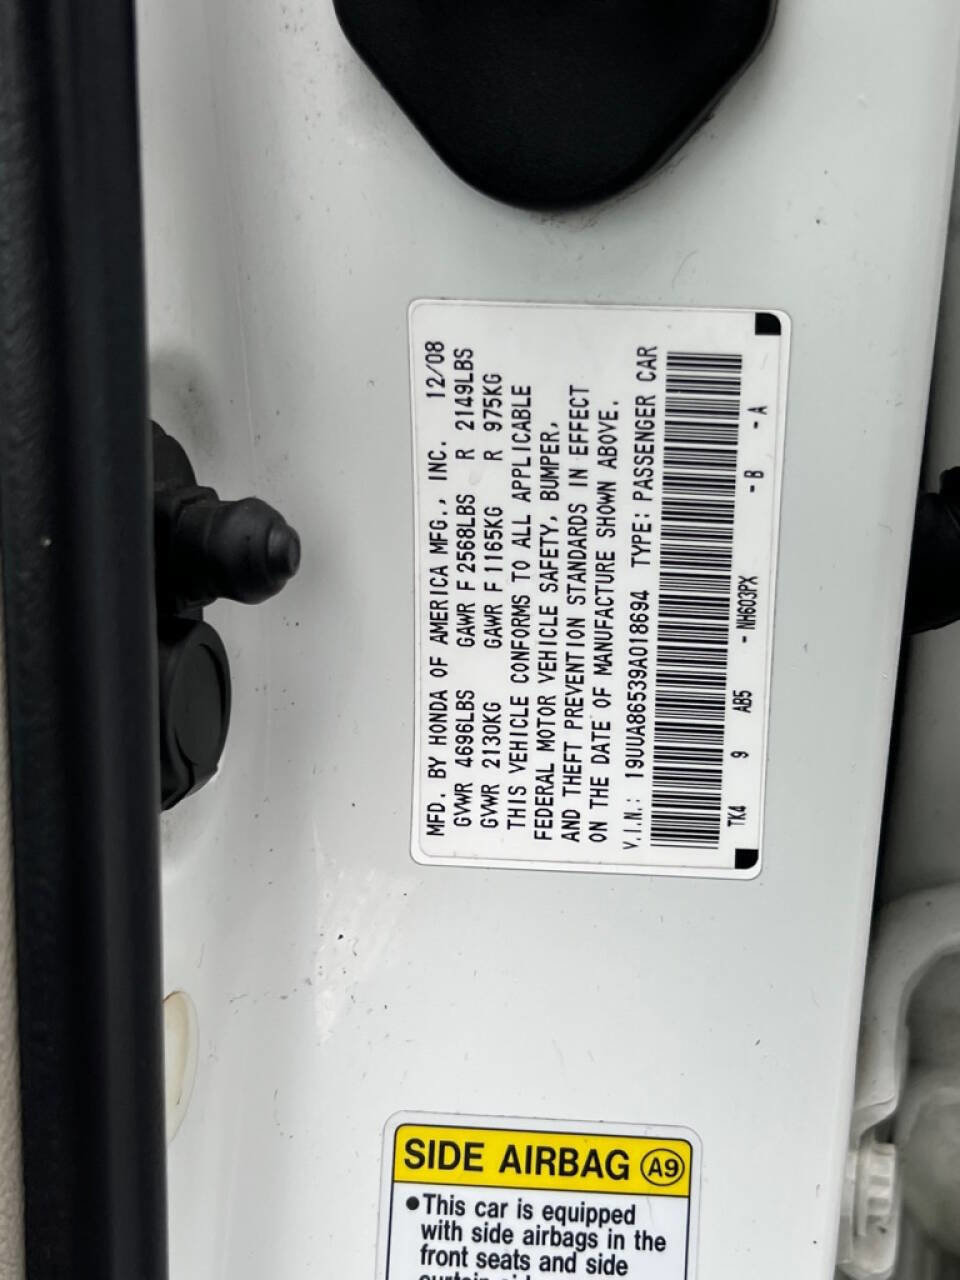 MFD. BY HONDA OF AMERICA MFG., INC. 12/08
GVWR 4696LBS GAWR F 2568LBS R 2149LBS
GVWR 2130KG GAWR F 1165KG R 975KG
THIS VEHICLE CONFORMS TO ALL APPLICABLE
FEDERAL MOTOR VEHICLE SAFETY, BUMPER,
AND THEFT PREVENTION STANDARDS IN EFFECT
ON THE DATE OF MANUFACTURE SHOWN ABOVE.
V.I.N.: 19UUA86539A018694 TYPE: PASSENGER CAR
TK4 9 AB5 - NH603PX - B - A
SIDE AIRBAG A9
•This car is equipped
with side airbags in the
front seats and side